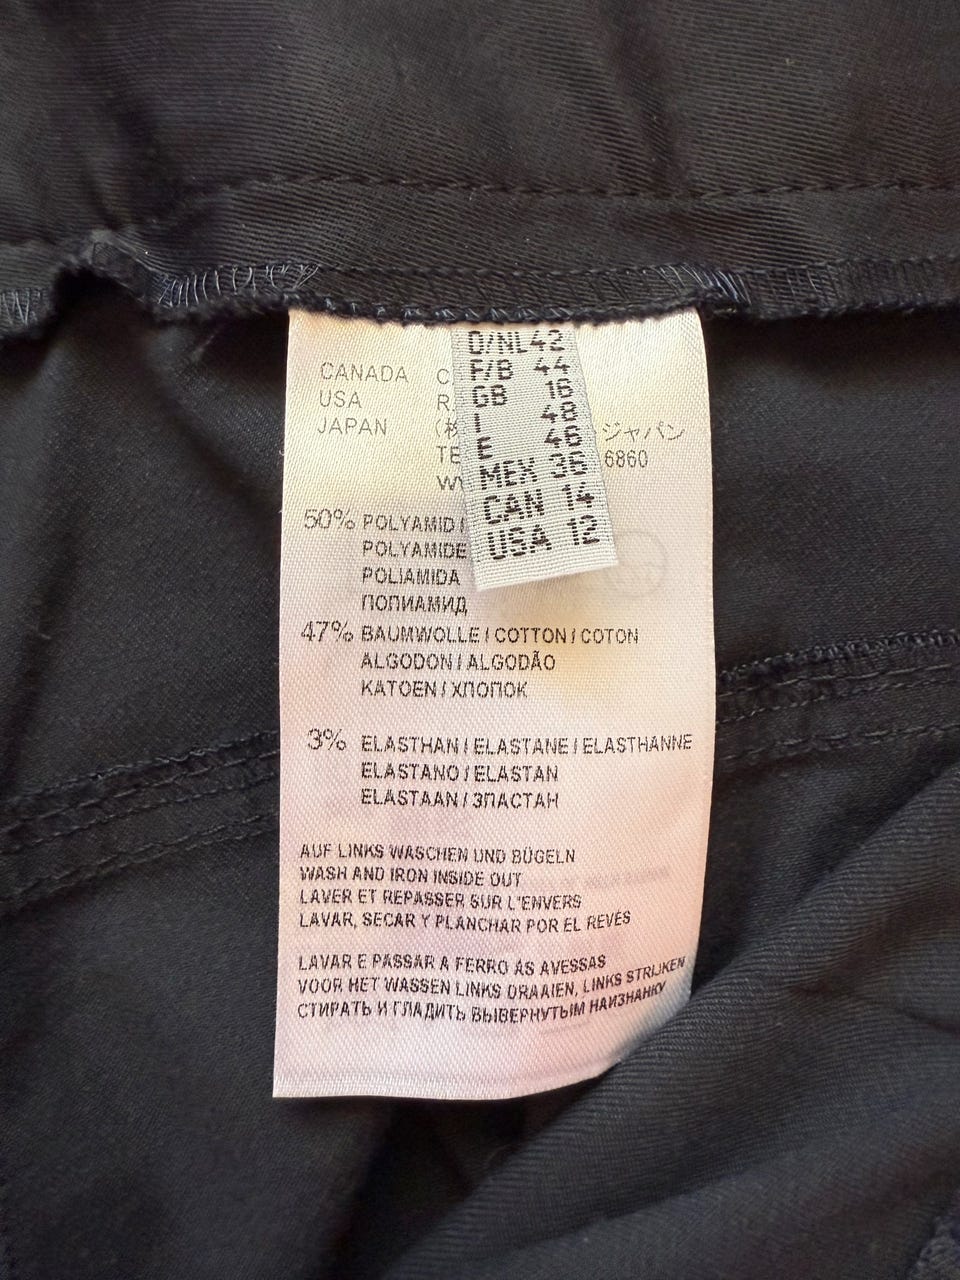 D/NL 42
F/B 44
GB 16
I 48
E 46
MEX 36
CAN 14
USA 12
CANADA
USA
JAPAN ジャパン
6860
50% POLYAMID /
POLYAMIDE
POLIAMIDA
ПОПИАМИД
47% BAUMWOLLE / COTTON / COTON
ALGODON / ALGODÃO
KATOEN / ХЛОПОК
3% ELASTHAN / ELASTANE / ELASTHANNE
ELASTANO / ELASTAN
ELASTAAN / ЭПАСТАН
AUF LINKS WASCHEN UND BÜGELN
WASH AND IRON INSIDE OUT
LAVER ET REPASSER SUR L'ENVERS
LAVAR, SECAR Y PLANCHAR POR EL REVÉS
LAVAR E PASSAR A FERRO ÀS AVESSAS
VOOR HET WASSEN LINKS DRAAIEN, LINKS STRIJKEN
СТИРАТЬ И ГЛАДИТЬ ВЫВЕРНУТЫМ НАИЗНАНКУ